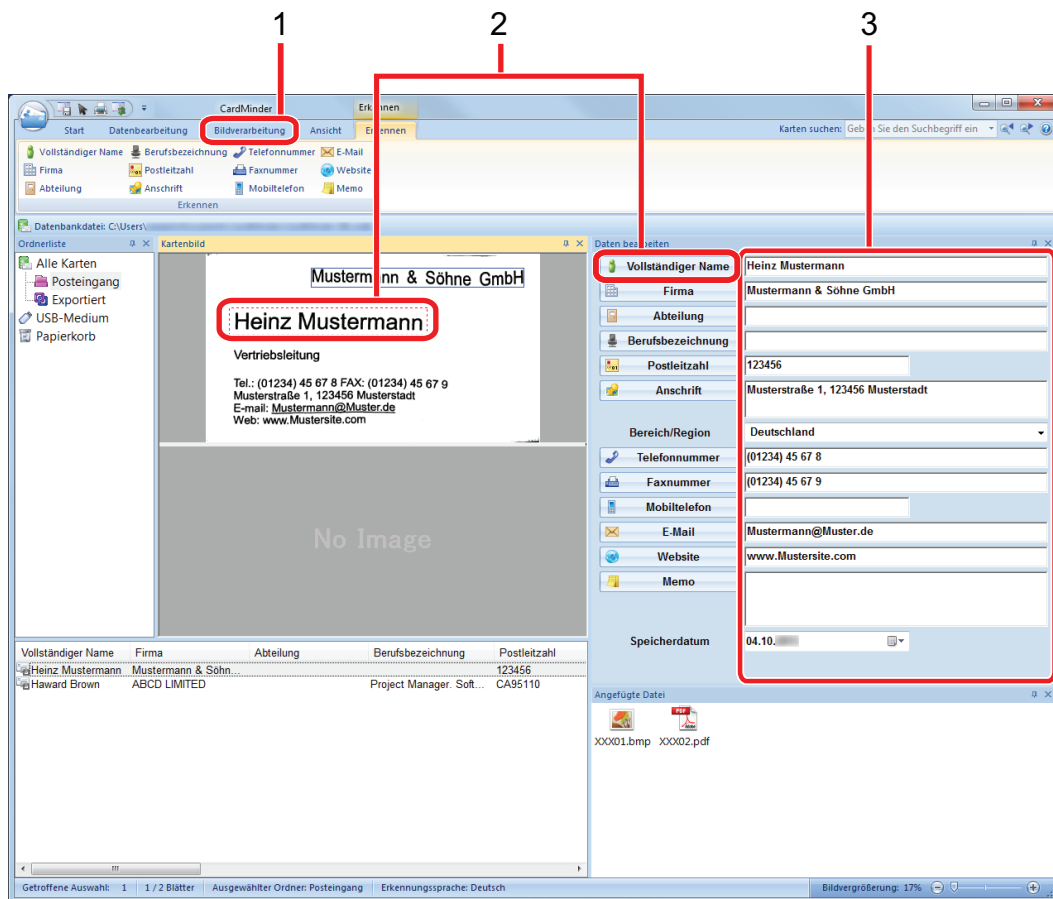 1 2 3
CardMinder Erkennen
Start Datenbearbeitung Bildverarbeitung Ansicht Erkennen Karten suchen: Geben Sie den Suchbegriff ein
Vollständiger Name Berufsbezeichnung Telefonnummer E-Mail
Firma Postleitzahl Faxnummer Website
Abteilung Anschrift Mobiltelefon Memo
Erkennen
Datenbankdatei: C:\Users\
Ordnerliste
Alle Karten
Posteingang
Exportiert
USB-Medium
Papierkorb
Kartenbild
Mustermann & Söhne GmbH
Heinz Mustermann
Vertriebsleitung
Tel.: (01234) 45 67 8 FAX: (01234) 45 67 9
Musterstraße 1, 123456 Musterstadt
E-mail: Mustermann@Muster.de
Web: www.Mustersite.com
No Image
Daten bearbeiten
Vollständiger Name Heinz Mustermann
Firma Mustermann & Söhne GmbH
Abteilung
Berufsbezeichnung
Postleitzahl 123456
Anschrift Musterstraße 1, 123456 Musterstadt
Bereich/Region Deutschland
Telefonnummer (01234) 45 67 8
Faxnummer (01234) 45 67 9
Mobiltelefon
E-Mail Mustermann@Muster.de
Website www.Mustersite.com
Memo
Speicherdatum 04.10.
Vollständiger Name Firma Abteilung Berufsbezeichnung Postleitzahl
Heinz Mustermann Mustermann & Söhn... 123456
Haward Brown ABCD LIMITED Project Manager. Soft... CA95110
Angefügte Datei
XXX01.bmp XXX02.pdf
Getroffene Auswahl: 1 1 / 2 Blätter Ausgewählter Ordner: Posteingang Erkennungssprache: Deutsch Bildvergrößerung: 17%